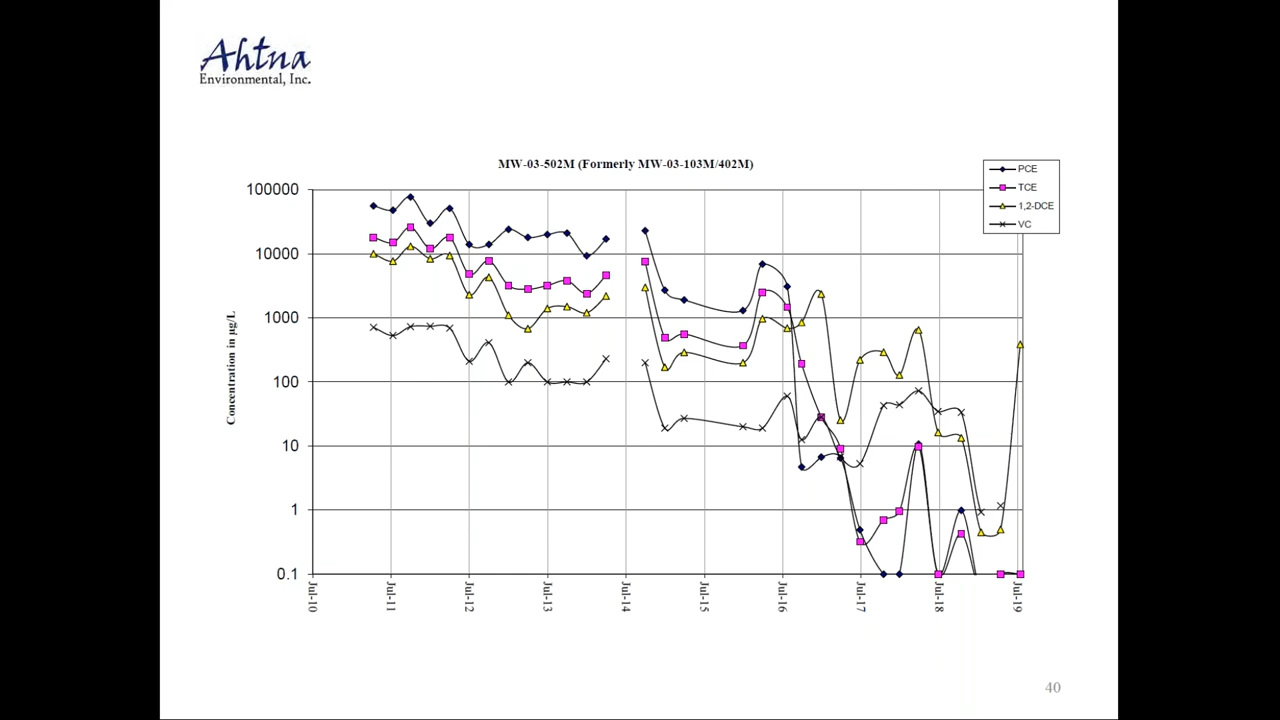 Ahtna
Environmental, Inc.
MW-03-502M (Formerly MW-03-103M/402M)
PCE
TCE
1,2-DCE
VC
Concentration in µg/L
100000
10000
1000
100
10
1
0.1
Jul-10
Jul-11
Jul-12
Jul-13
Jul-14
Jul-15
Jul-16
Jul-17
Jul-18
Jul-19
40